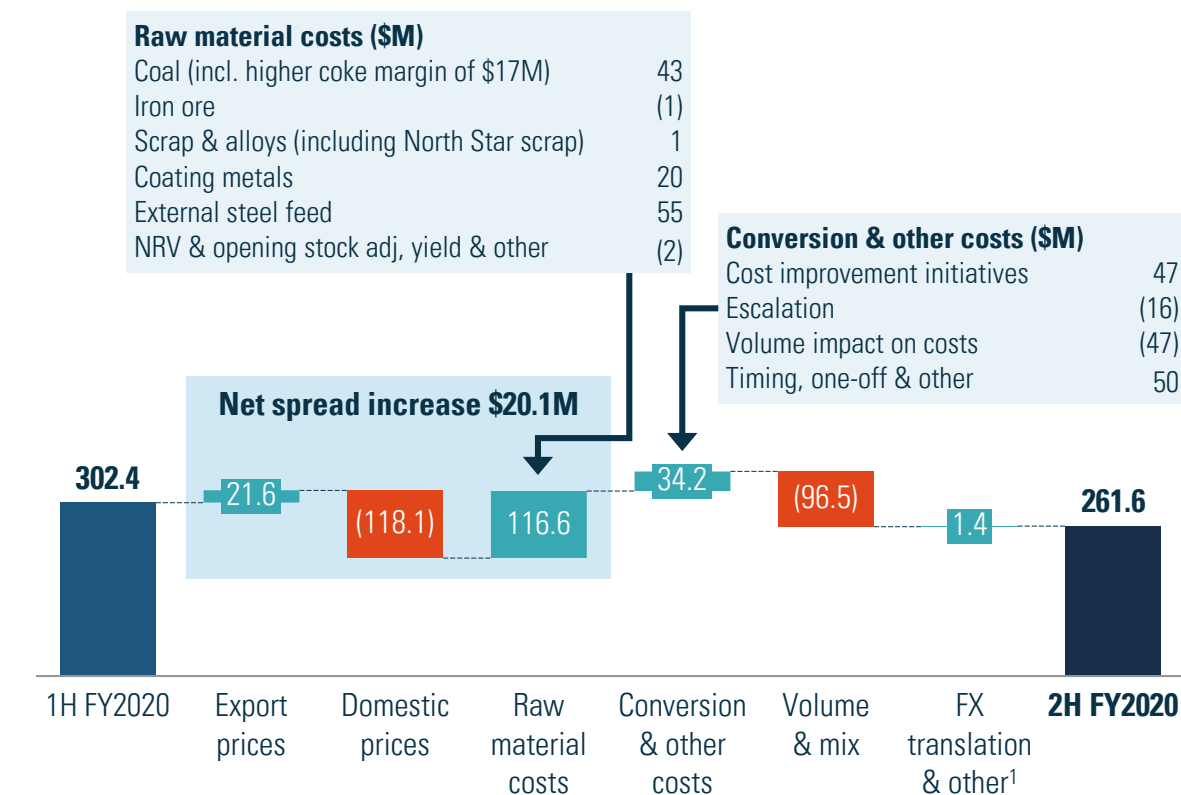 Raw material costs ($M)
Coal (incl. higher coke margin of $17M) 43
Iron ore (1)
Scrap & alloys (including North Star scrap) 1
Coating metals 20
External steel feed 55
NRV & opening stock adj, yield & other (2)
Conversion & other costs ($M)
Cost improvement initiatives 47
Escalation (16)
Volume impact on costs (47)
Timing, one-off & other 50
Net spread increase $20.1M
302.4
21.6
(118.1)
116.6
34.2
(96.5)
1.4
261.6
1H FY2020
Export
prices
Domestic
prices
Raw
material
costs
Conversion
& other
costs
Volume
& mix
FX
translation
& other¹
2H FY2020